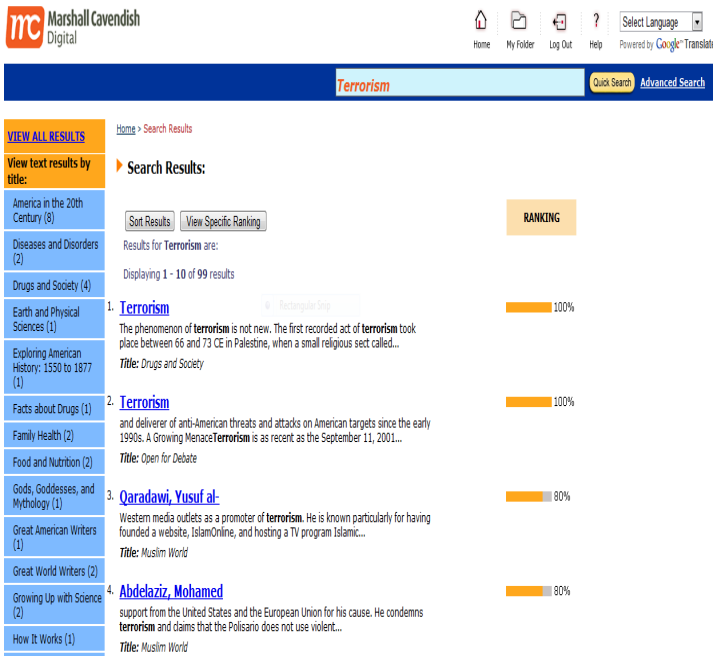 mc Marshall Cavendish
Digital
Home
My Folder
Log Out
? Help
Select Language
Powered by Google™ Translate
Terrorism
Quick Search
Advanced Search
VIEW ALL RESULTS
View text results by
title:
America in the 20th
Century (8)
Diseases and Disorders
(2)
Drugs and Society (4)
Earth and Physical
Sciences (1)
Exploring American
History: 1550 to 1877
(1)
Facts about Drugs (1)
Family Health (2)
Food and Nutrition (2)
Gods, Goddesses, and
Mythology (1)
Great American Writers
(1)
Great World Writers (2)
Growing Up with Science
(2)
How It Works (1)
Home > Search Results
Search Results:
Sort Results
View Specific Ranking
RANKING
Results for Terrorism are:
Displaying 1 - 10 of 99 results
Rectangular Snip
1. Terrorism
100%
The phenomenon of terrorism is not new. The first recorded act of terrorism took
place between 66 and 73 CE in Palestine, when a small religious sect called...
Title: Drugs and Society
2. Terrorism
100%
and deliverer of anti-American threats and attacks on American targets since the early
1990s. A Growing MenaceTerrorism is as recent as the September 11, 2001...
Title: Open for Debate
3. Qaradawi, Yusuf al-
80%
Western media outlets as a promoter of terrorism. He is known particularly for having
founded a website, IslamOnline, and hosting a TV program Islamic...
Title: Muslim World
4. Abdelaziz, Mohamed
80%
support from the United States and the European Union for his cause. He condemns
terrorism and claims that the Polisario does not use violent...
Title: Muslim World